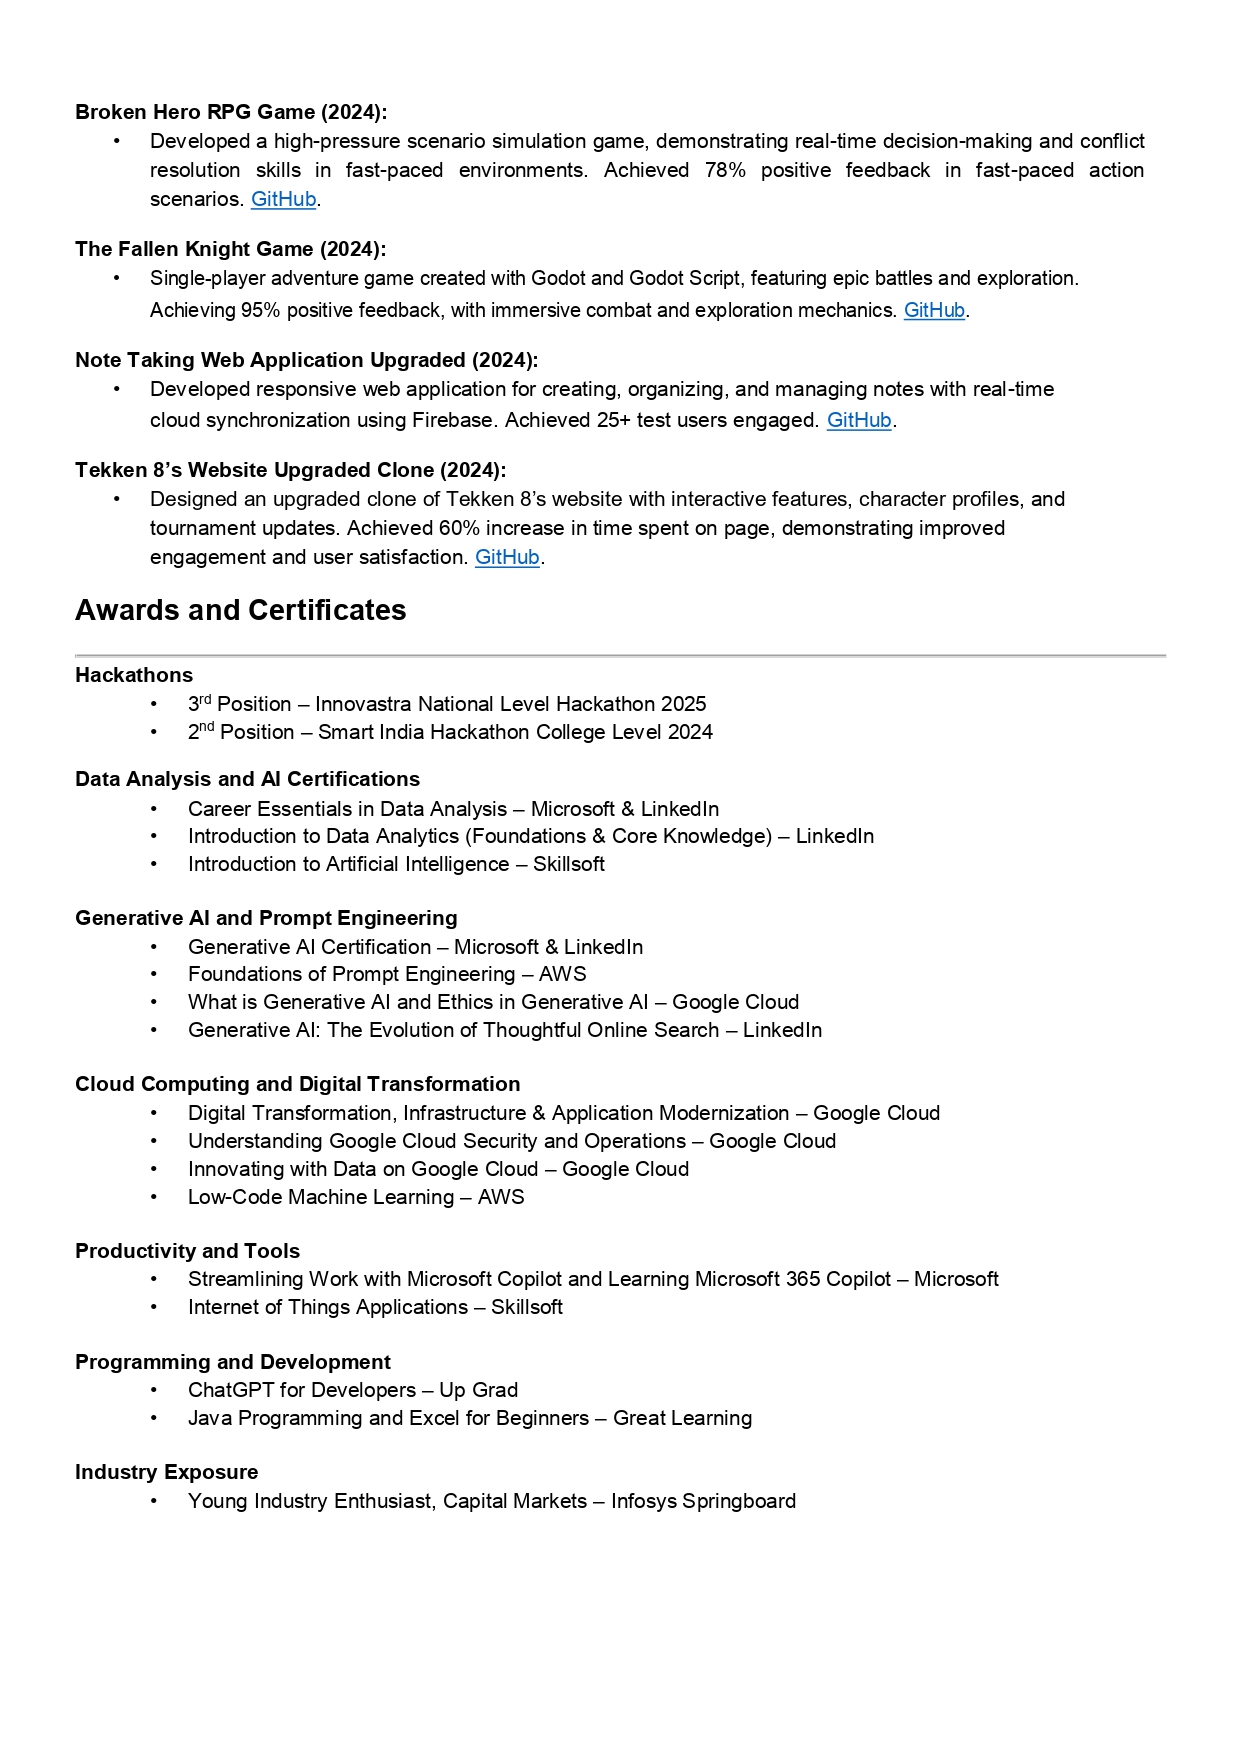 Broken Hero RPG Game (2024):
• Developed a high-pressure scenario simulation game, demonstrating real-time decision-making and conflict
resolution skills in fast-paced environments. Achieved 78% positive feedback in fast-paced action
scenarios. GitHub.
The Fallen Knight Game (2024):
• Single-player adventure game created with Godot and Godot Script, featuring epic battles and exploration.
Achieving 95% positive feedback, with immersive combat and exploration mechanics. GitHub.
Note Taking Web Application Upgraded (2024):
• Developed responsive web application for creating, organizing, and managing notes with real-time
cloud synchronization using Firebase. Achieved 25+ test users engaged. GitHub.
Tekken 8’s Website Upgraded Clone (2024):
• Designed an upgraded clone of Tekken 8’s website with interactive features, character profiles, and
tournament updates. Achieved 60% increase in time spent on page, demonstrating improved
engagement and user satisfaction. GitHub.
Awards and Certificates
Hackathons
• 3rd Position – Innovastra National Level Hackathon 2025
• 2nd Position – Smart India Hackathon College Level 2024
Data Analysis and AI Certifications
• Career Essentials in Data Analysis – Microsoft & LinkedIn
• Introduction to Data Analytics (Foundations & Core Knowledge) – LinkedIn
• Introduction to Artificial Intelligence – Skillsoft
Generative AI and Prompt Engineering
• Generative AI Certification – Microsoft & LinkedIn
• Foundations of Prompt Engineering – AWS
• What is Generative AI and Ethics in Generative AI – Google Cloud
• Generative AI: The Evolution of Thoughtful Online Search – LinkedIn
Cloud Computing and Digital Transformation
• Digital Transformation, Infrastructure & Application Modernization – Google Cloud
• Understanding Google Cloud Security and Operations – Google Cloud
• Innovating with Data on Google Cloud – Google Cloud
• Low-Code Machine Learning – AWS
Productivity and Tools
• Streamlining Work with Microsoft Copilot and Learning Microsoft 365 Copilot – Microsoft
• Internet of Things Applications – Skillsoft
Programming and Development
• ChatGPT for Developers – Up Grad
• Java Programming and Excel for Beginners – Great Learning
Industry Exposure
• Young Industry Enthusiast, Capital Markets – Infosys Springboard